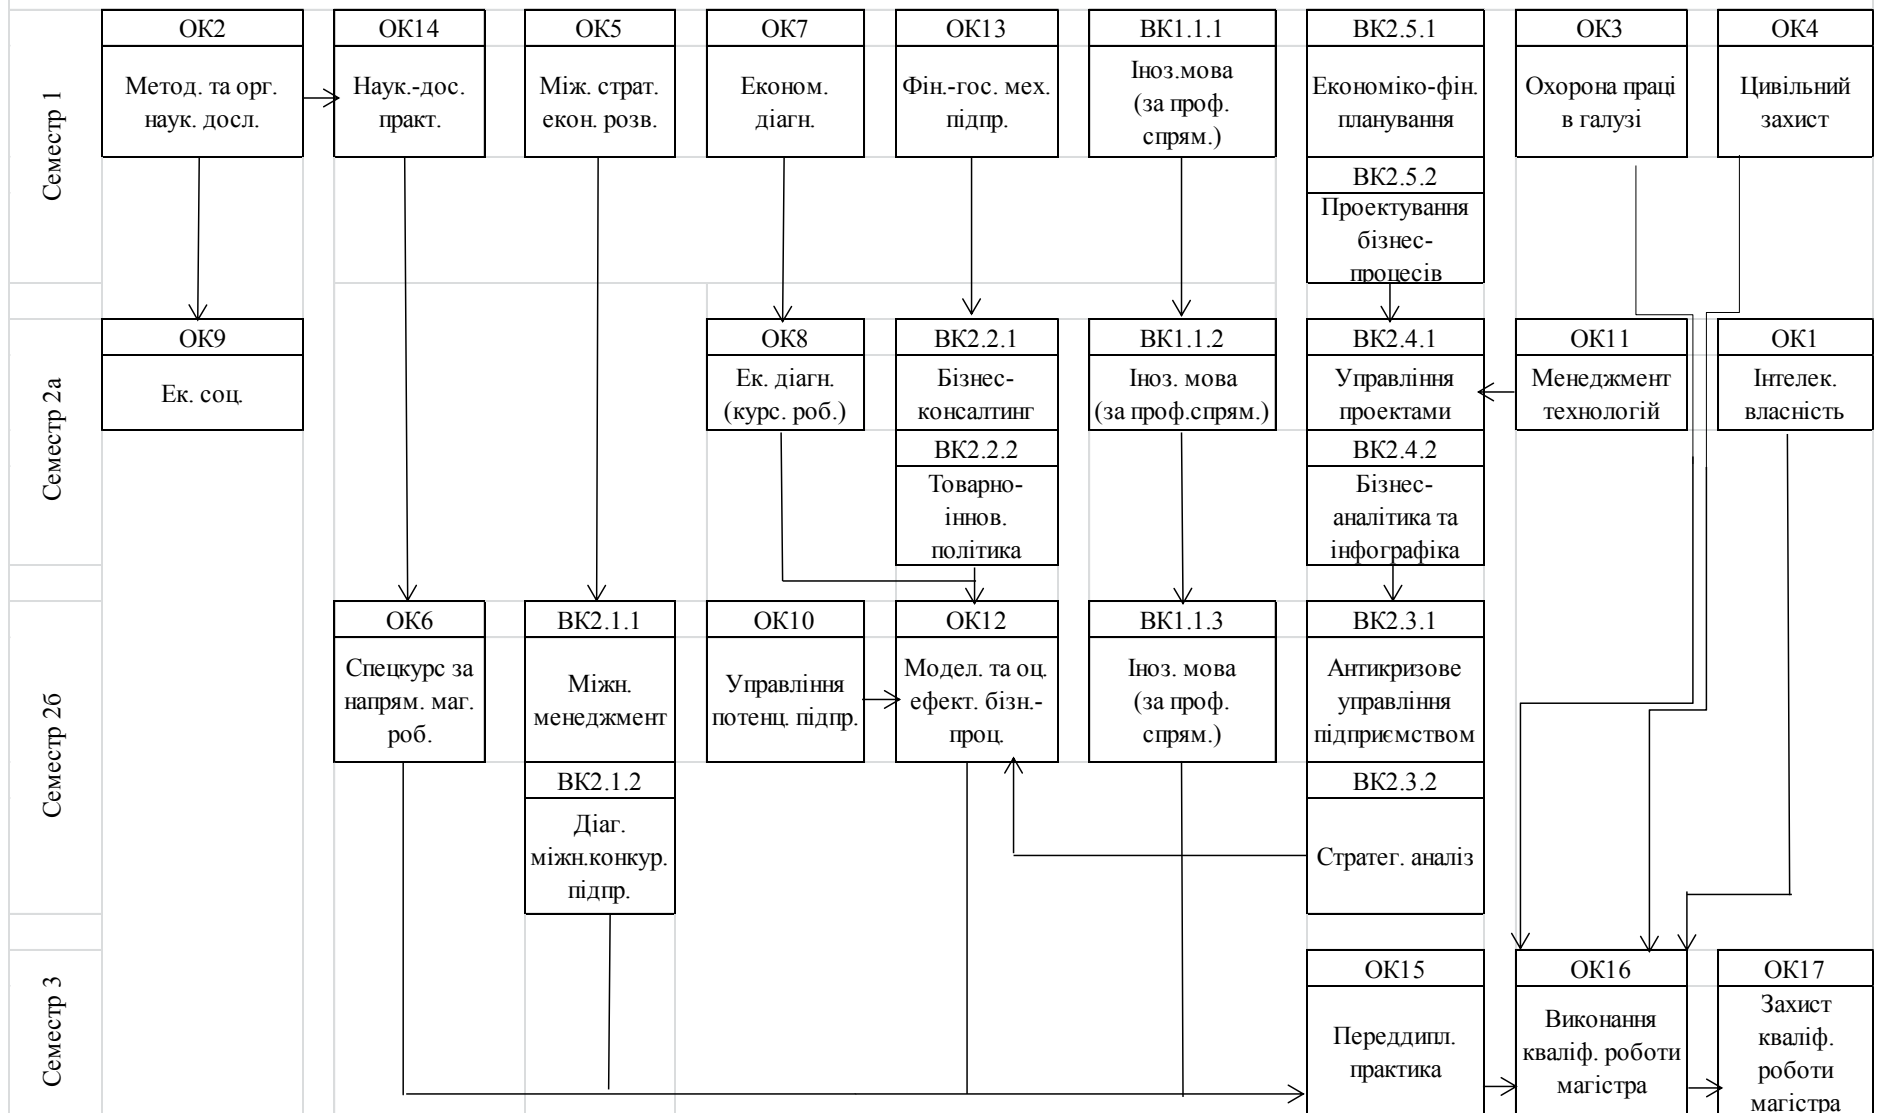 Семестр 1
ОК2
Метод. та орг.
наук. досл.
ОК14
Наук.-дос.
практ.
ОК5
Між. страт.
екон. розв.
ОК7
Економ.
діагн.
ОК13
Фін.-гос. мех.
підпр.
ВК1.1.1
Іноз.мова
(за проф.
спрям.)
ВК2.5.1
Економіко-фін.
планування
ВК2.5.2
Проектування
бізнес-
процесів
ОК3
Охорона праці
в галузі
ОК4
Цивільний
захист
Семестр 2а
ОК9
Ек. соц.
ОК8
Ек. діагн.
(курс. роб.)
ВК2.2.1
Бізнес-
консалтинг
ВК2.2.2
Товарно-
іннов.
політика
ВК1.1.2
Іноз. мова
(за проф.спрям.)
ВК2.4.1
Управління
проектами
ВК2.4.2
Бізнес-
аналітика та
інфографіка
ОК11
Менеджмент
технологій
ОК1
Інтелек.
власність
Семестр 2б
ОК6
Спецкурс за
напрям. маг.
роб.
ВК2.1.1
Міжн.
менеджмент
ВК2.1.2
Діаг.
міжн.конкур.
підпр.
ОК10
Управління
потенц. підпр.
ОК12
Модел. та оц.
ефект. бізн.-
проц.
ВК1.1.3
Іноз. мова
(за проф.
спрям.)
ВК2.3.1
Антикризове
управління
підприємством
ВК2.3.2
Стратег. аналіз
Семестр 3
ОК15
Переддипл.
практика
ОК16
Виконання
кваліф. роботи
магістра
ОК17
Захист
кваліф.
роботи
магістра